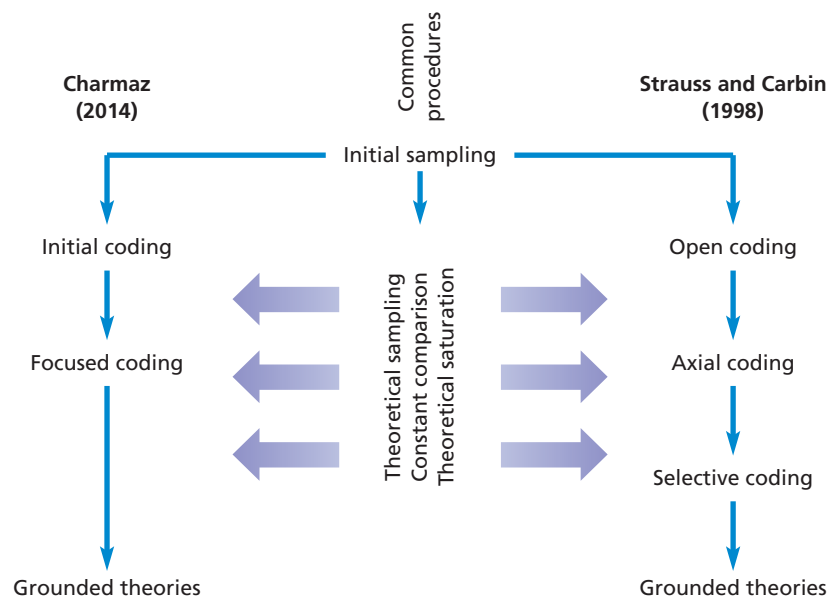 Common
procedures
Charmaz
(2014)
Strauss and Carbin
(1998)
Initial sampling
Initial coding
Open coding
Theoretical sampling
Constant comparison
Theoretical saturation
Focused coding
Axial coding
Selective coding
Grounded theories
Grounded theories